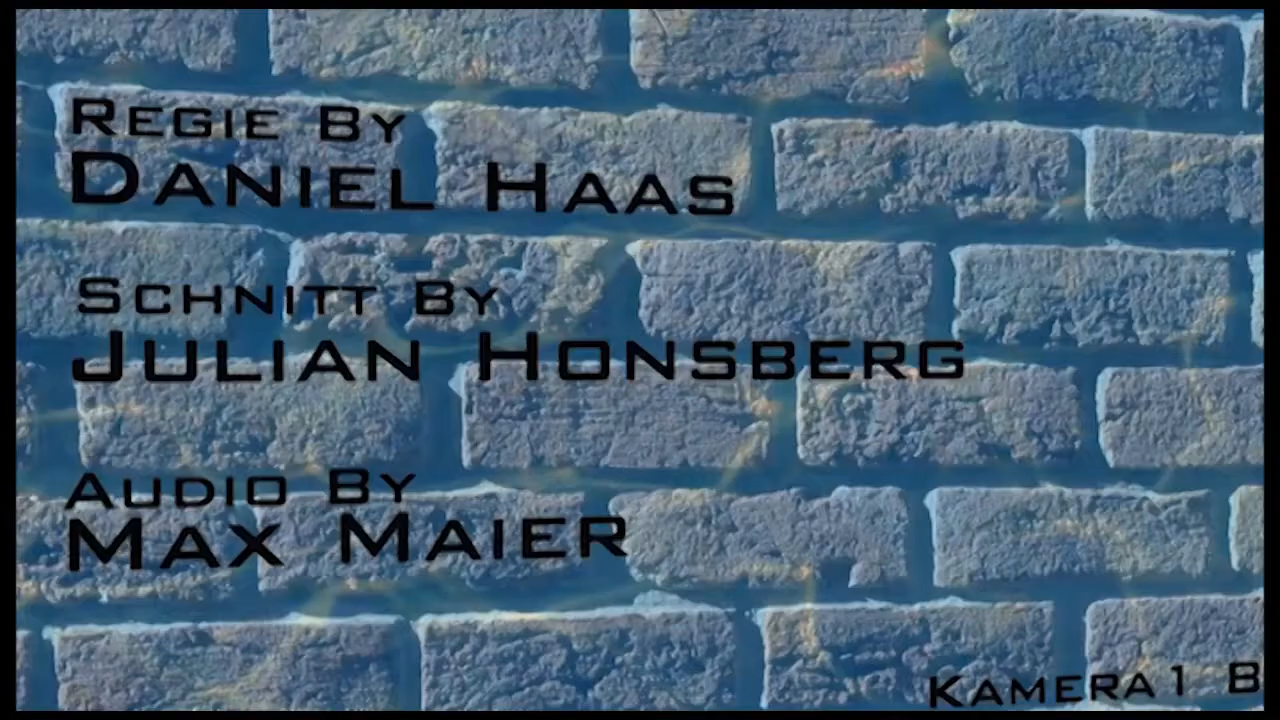 Regie By
Daniel Haas
Schnitt By
Julian Honsberg
Audio By
Max Maier
Kamera1 B